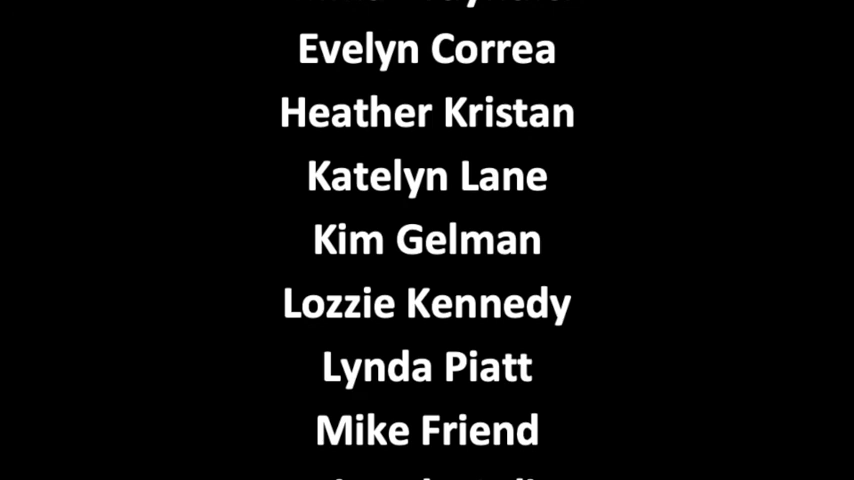 Evelyn Correa
Heather Kristan
Katelyn Lane
Kim Gelman
Lozzie Kennedy
Lynda Piatt
Mike Friend